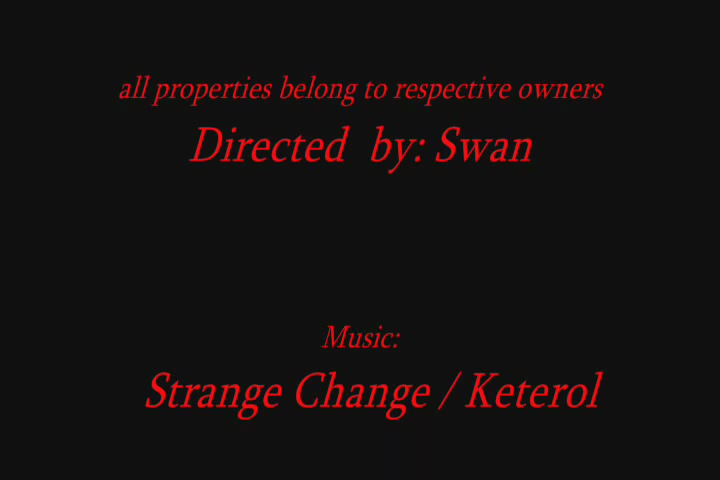 all properties belong to respective owners
Directed by: Swan
Music:
Strange Change / Keterol